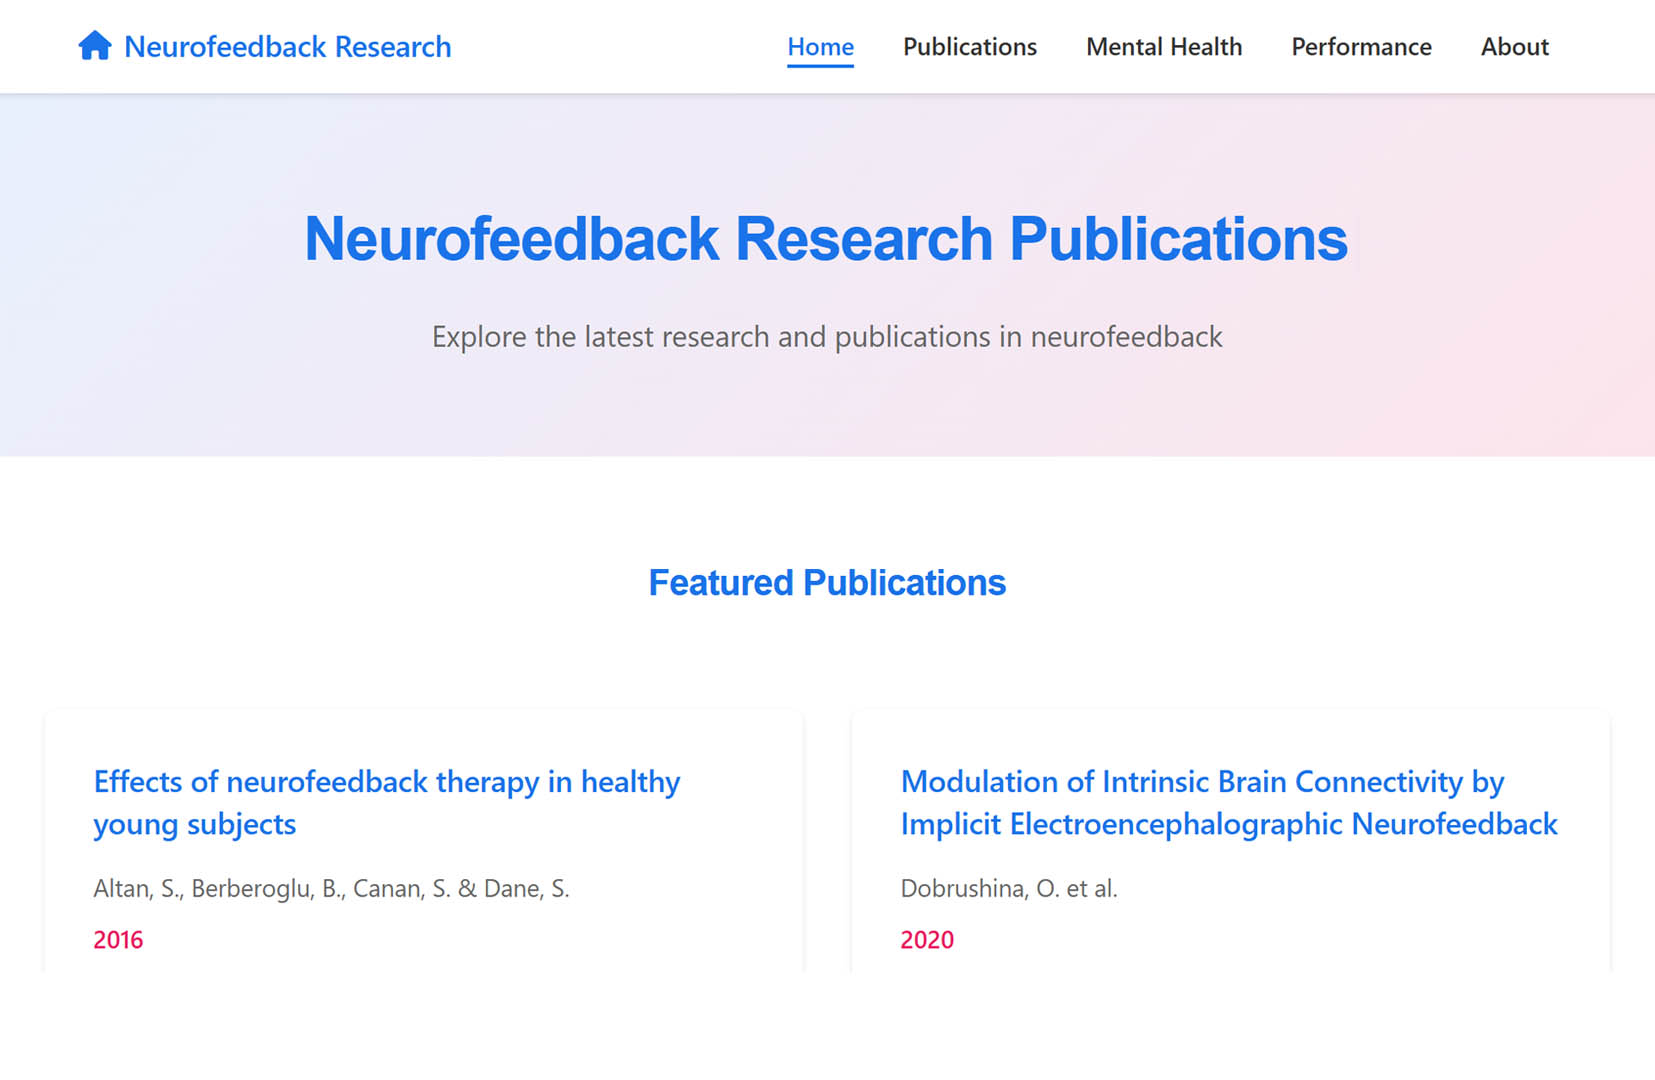 Neurofeedback Research
Home
Publications
Mental Health
Performance
About
Neurofeedback Research Publications
Explore the latest research and publications in neurofeedback
Featured Publications
Effects of neurofeedback therapy in healthy
young subjects
Altan, S., Berberoglu, B., Canan, S. & Dane, S.
2016
Modulation of Intrinsic Brain Connectivity by
Implicit Electroencephalographic Neurofeedback
Dobrushina, O. et al.
2020